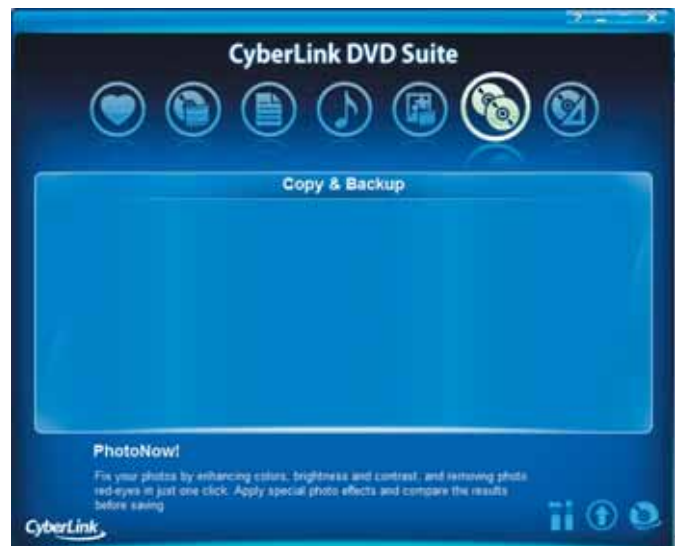 CyberLink DVD Suite
Copy & Backup
PhotoNow!
Fix your photos by enhancing colors, brightness and contrast, and removing photo
red-eyes in just one click. Apply special photo effects and compare the results
before saving
CyberLink